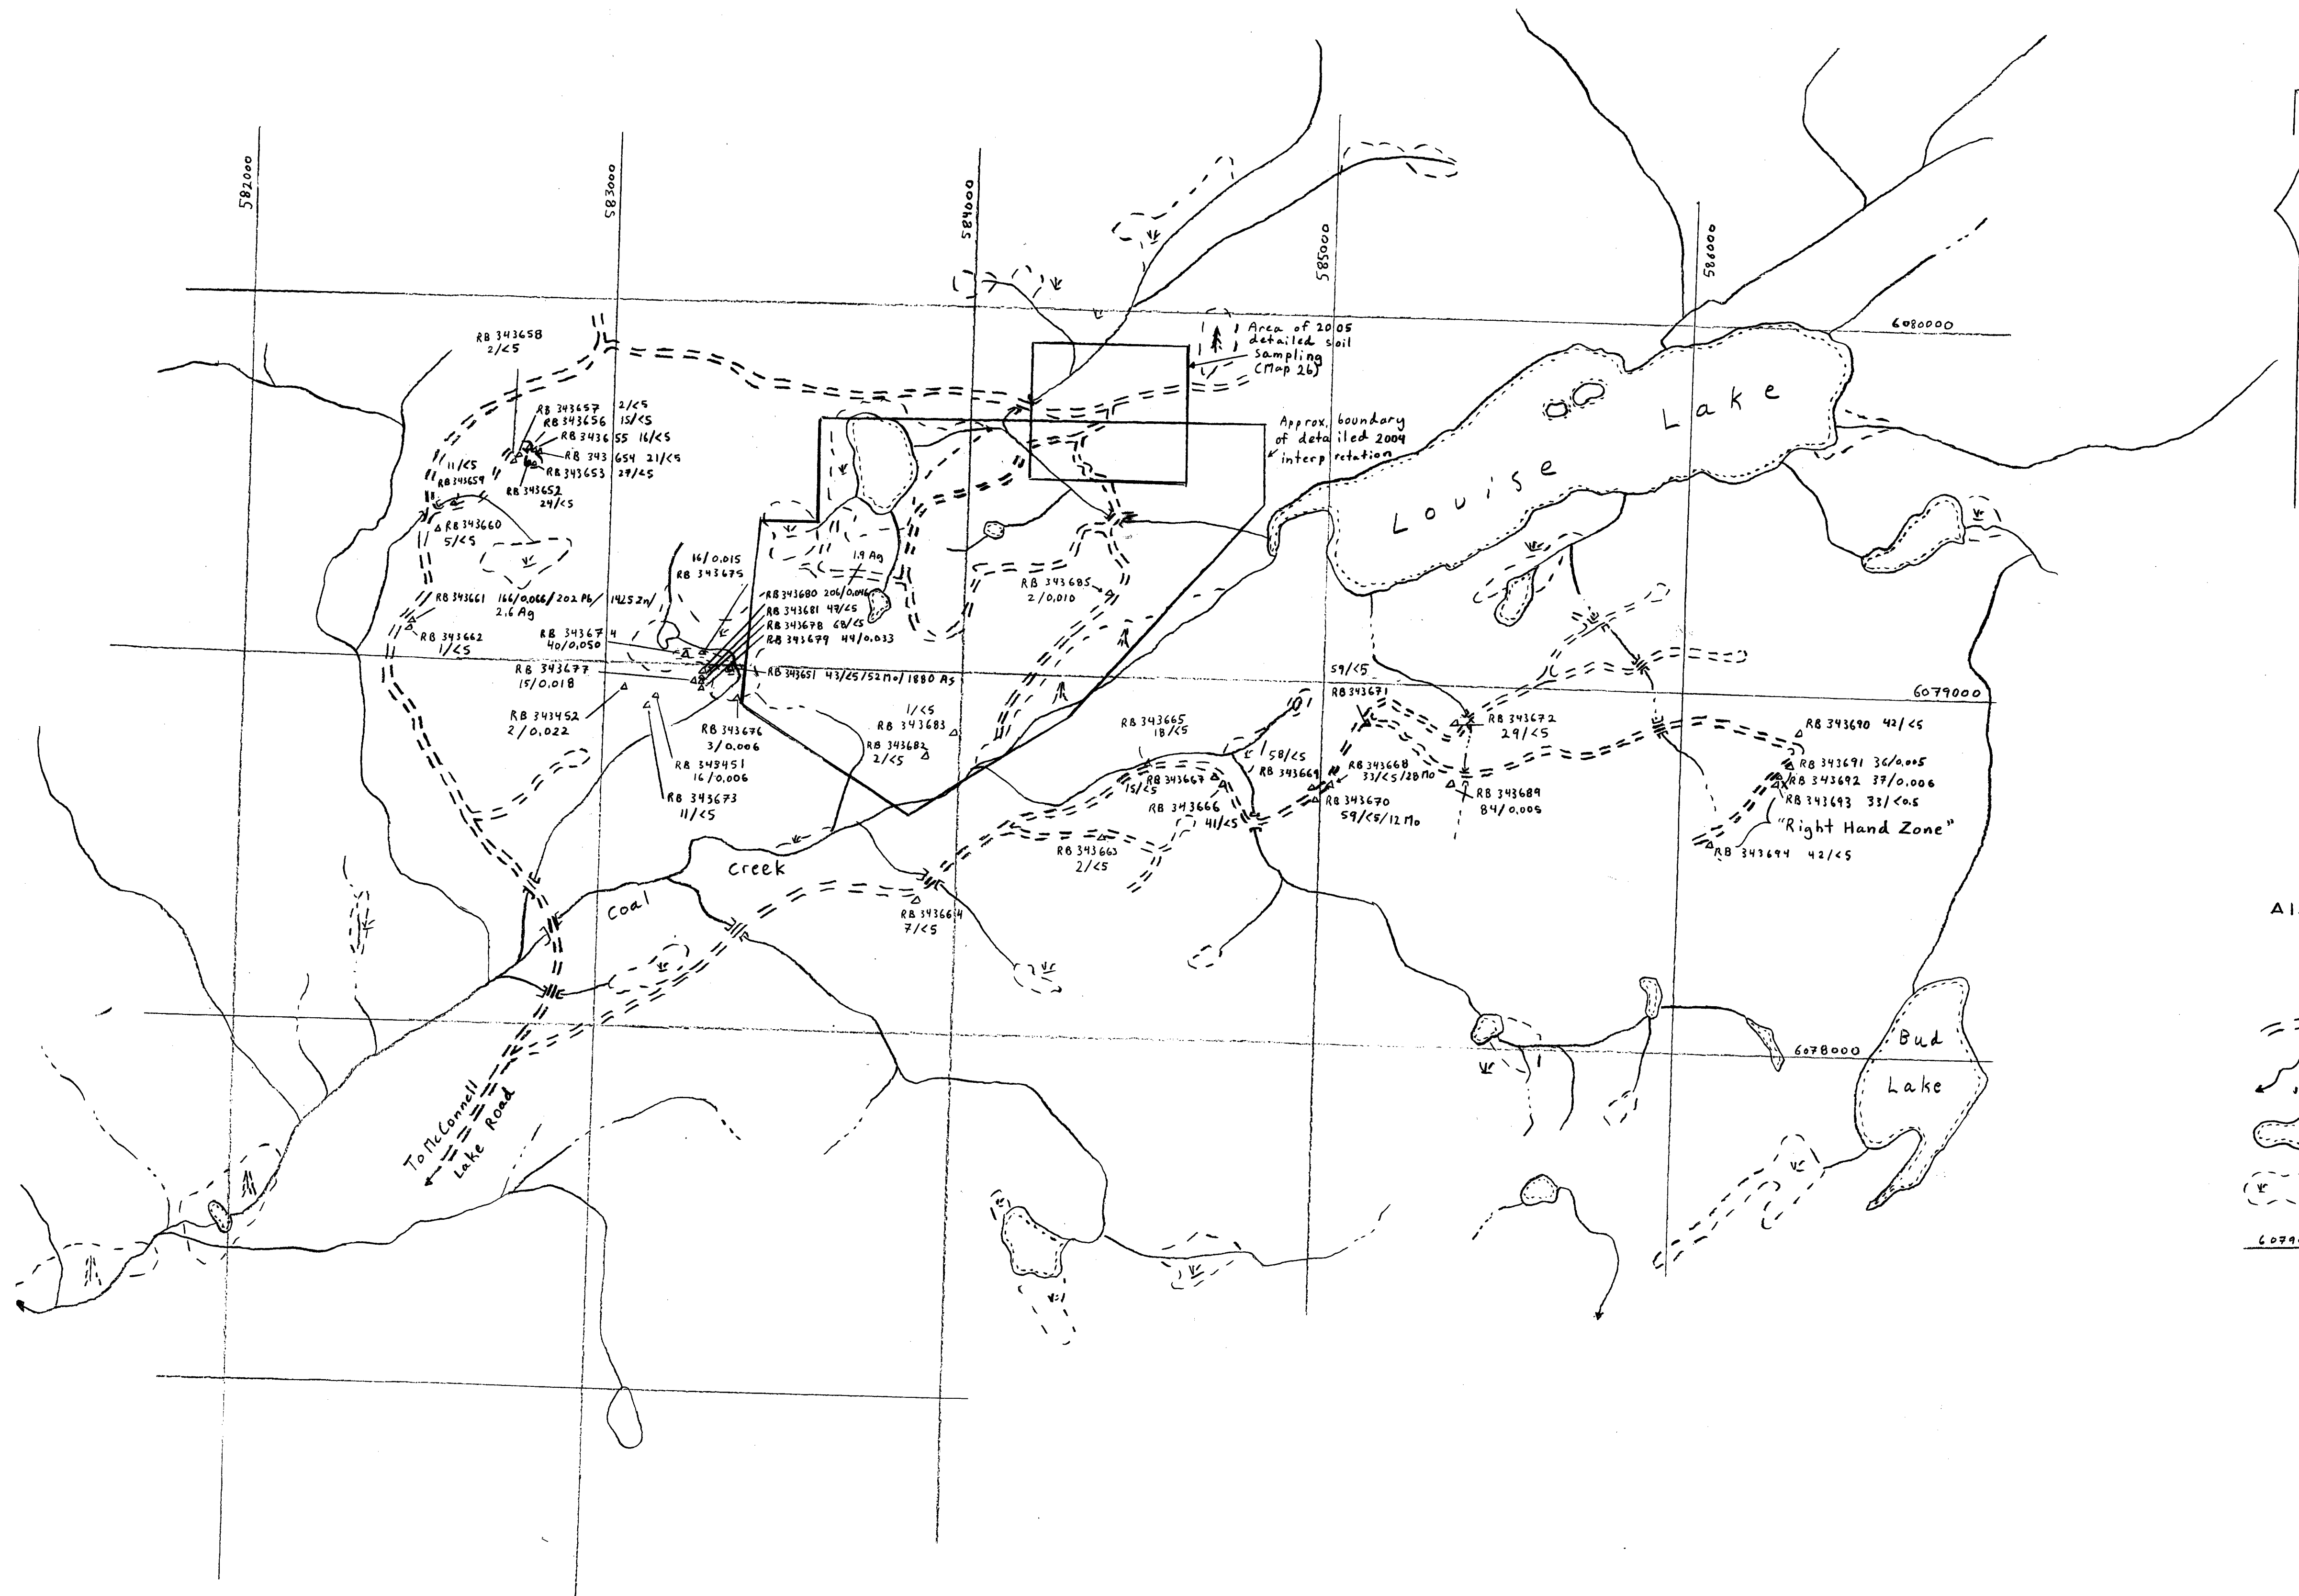 582000
583000
584000
585000
586000
6080000
Area of 2005
detailed soil
sampling
(Map 26)
RB 343658
2/<5
RB 343657 2/<5
RB 343656 15/<5
RB 343655 16/<5
RB 343654 21/<5
RB 343653 27/<5
RB 343652
24/<5
11/<5
RB 343659
RB 343660
5/<5
Approx. boundary
of detailed 2004
interpretation
Louise Lake
1.9 Ag
16/0.015
RB 343675
RB 343680 206/0.046
RB 343681 47/<5
RB 343678 68/<5
RB 343679 44/0.033
RB 343685
2/0.010
RB 343661 166/0.066/202 Pb/1425 Zn/
2.6 Ag
RB 343662
1/<5
RB 343674
40/0.050
RB 343677
15/0.018
RB 343651 43/<5/52 Mo/1880 As
6079000
RB 343452
2/0.022
RB 343676
3/0.006
RB 343451
16/0.006
RB 343673
11/<5
1/<5
RB 343683
RB 343682
2/<5
RB 343665
18/<5
59/<5
RB 343671
RB 343672
29/<5
58/<5
RB 343669
RB 343668
33/<5/28 Mo
RB 343667
15/<5
RB 343666
41/<5
RB 343670
59/<5/12 Mo
RB 343689
84/0.005
RB 343690 42/<5
RB 343691 36/0.005
RB 343692 37/0.006
RB 343693 33/<0.5
"Right Hand Zone"
RB 343694 42/<5
RB 343663
2/<5
RB 343664
7/<5
Coal Creek
6078000
Bud
Lake
To McConnell
Lake Road